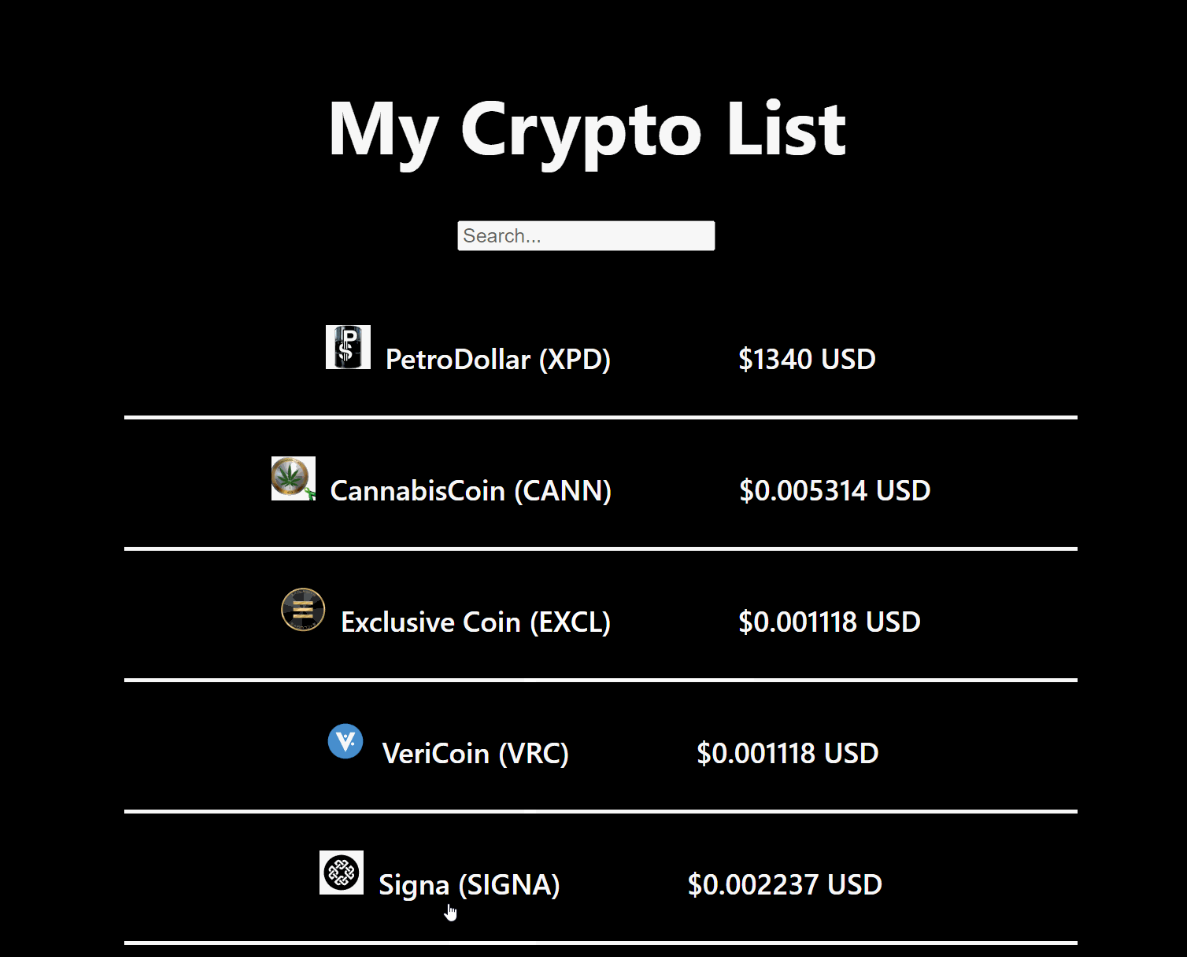 My Crypto List
Search...
PetroDollar (XPD) $1340 USD
CannabisCoin (CANN) $0.005314 USD
Exclusive Coin (EXCL) $0.001118 USD
VeriCoin (VRC) $0.001118 USD
Signa (SIGNA) $0.002237 USD